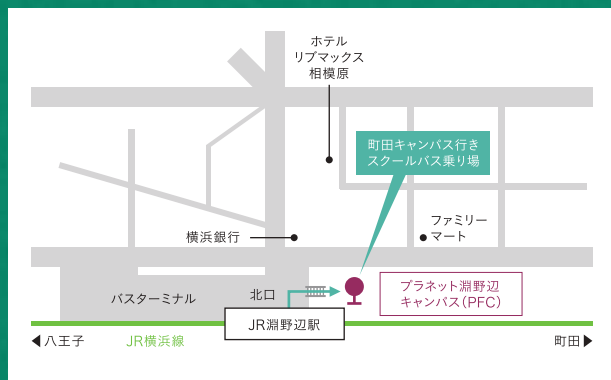 ホテル
リブマックス
相模原
町田キャンパス行き
スクールバス乗り場
ファミリー
マート
横浜銀行
北口
プラネット淵野辺
キャンパス(PFC)
バスターミナル
JR淵野辺駅
八王子
JR横浜線
町田